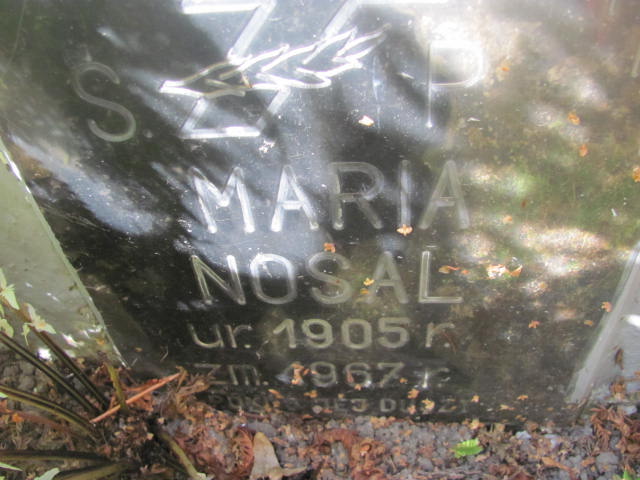 S P
MARIA
NOSAL
ur. 1905 r.
zm. 1967 r.